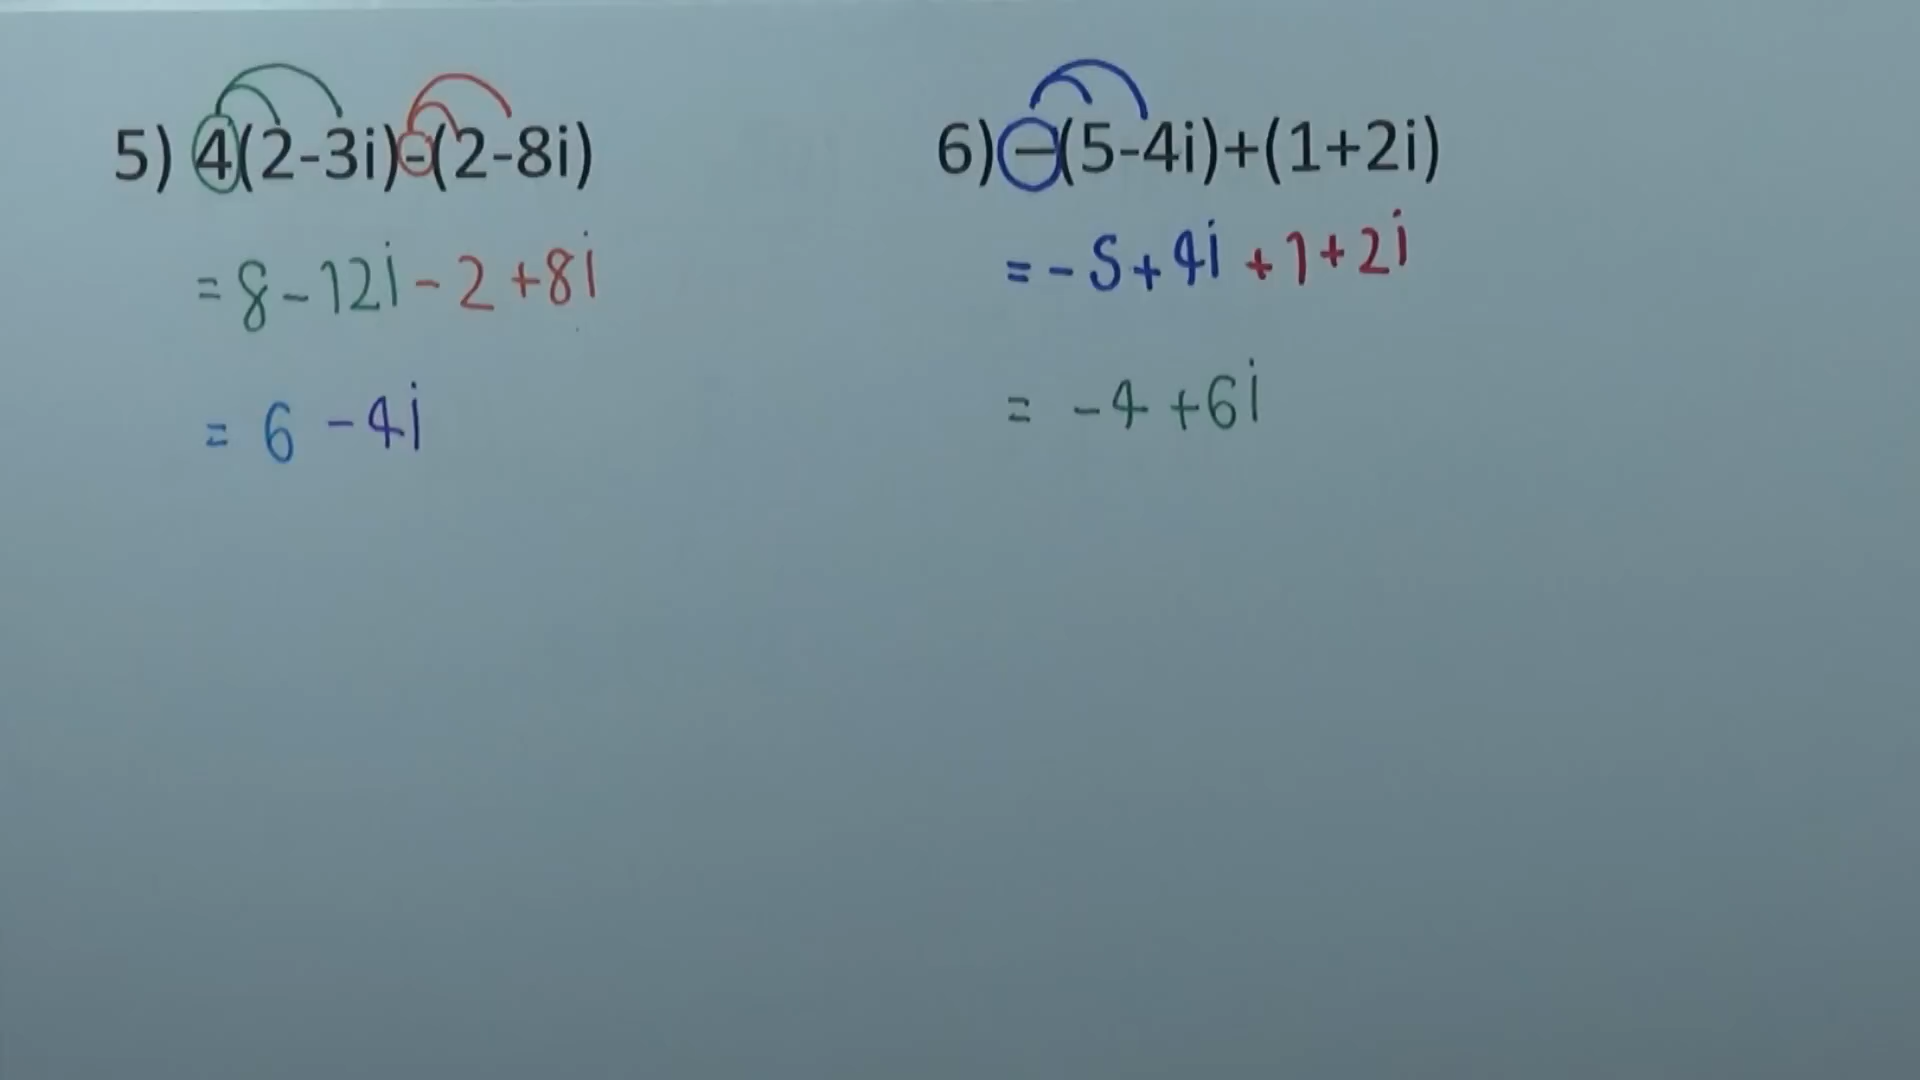 5) 4(2-3i)-(2-8i)
= 8 - 12i - 2 + 8i
= 6 - 4i
6) -(5-4i)+(1+2i)
= - 5 + 4i + 1 + 2i
= - 4 + 6i